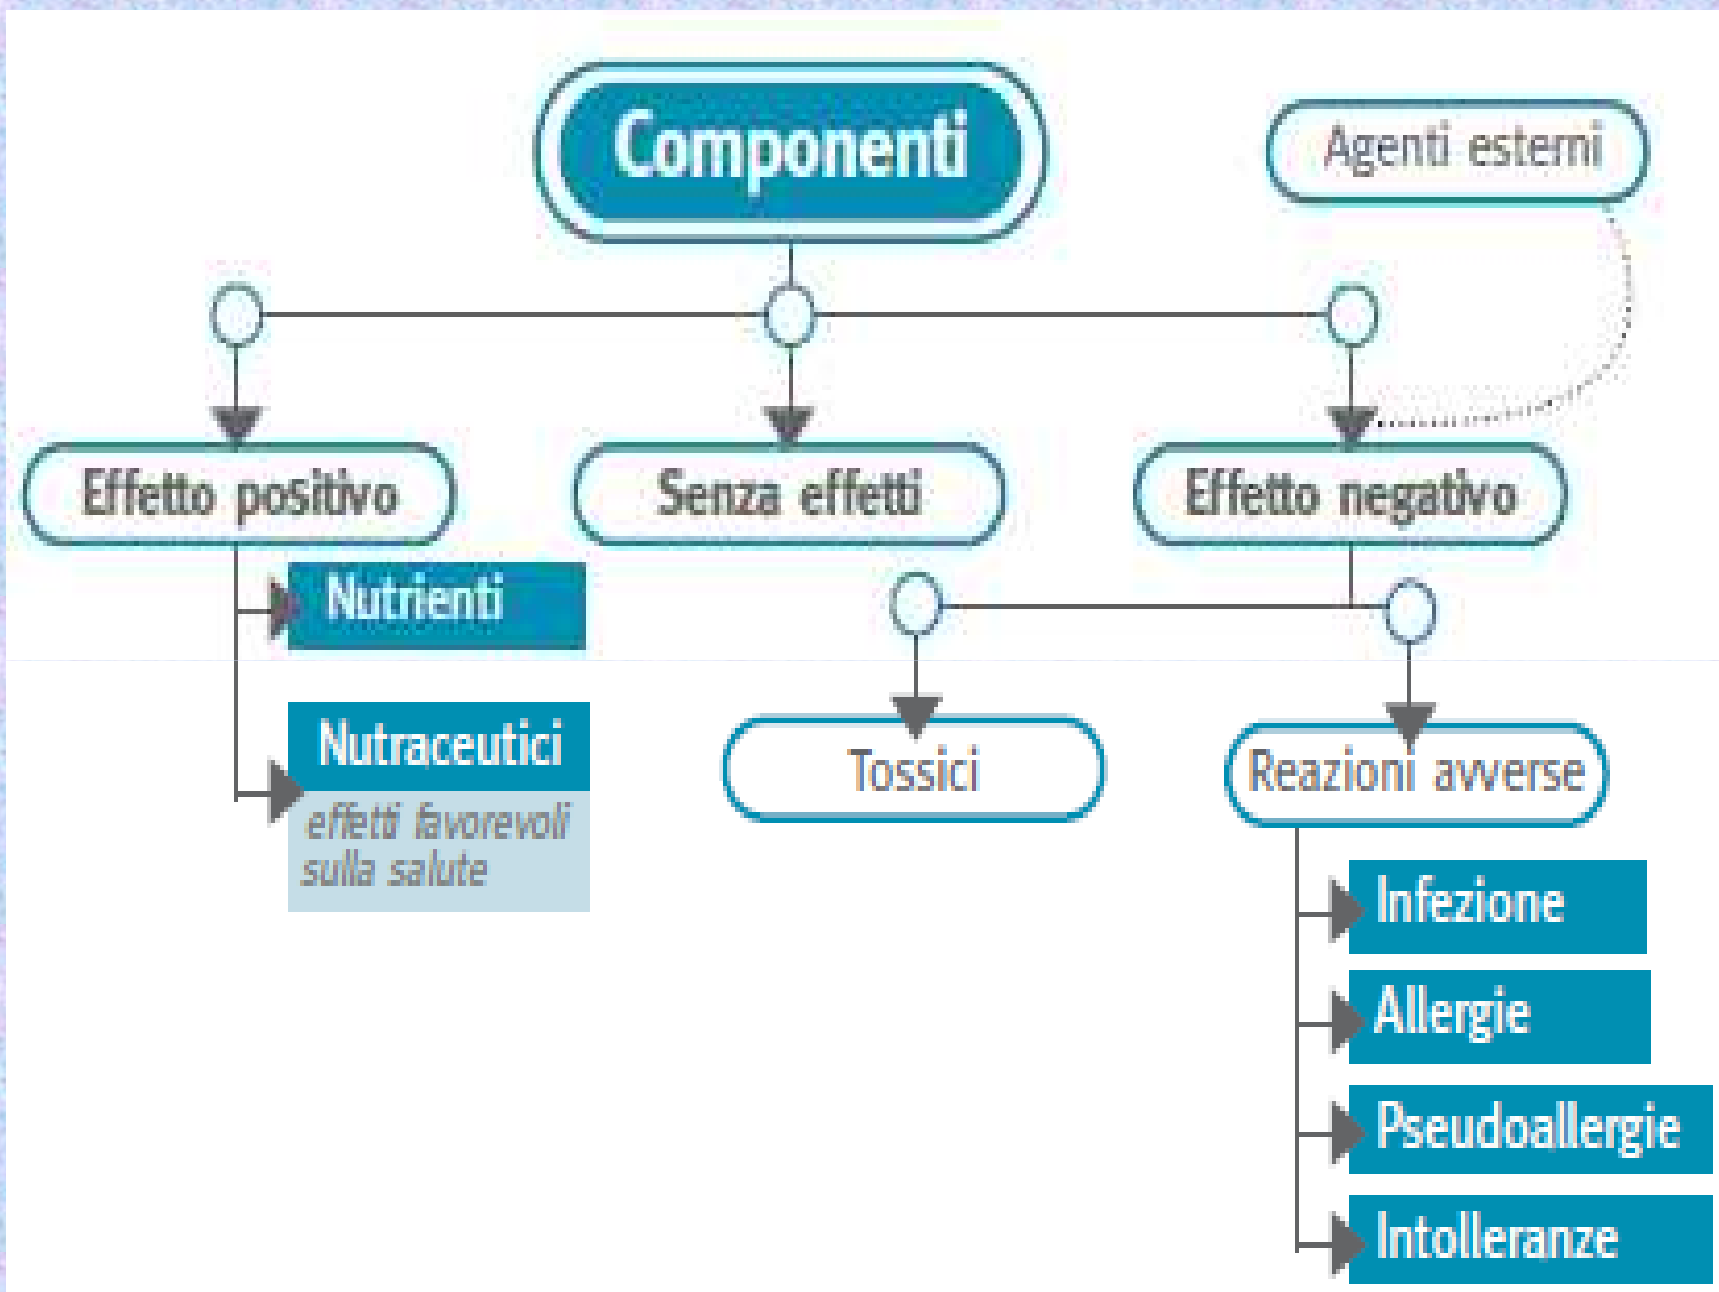 Componenti
Agenti esterni
Effetto positivo
Senza effetti
Effetto negativo
Nutrienti
Nutraceutici
effetti favorevoli
sulla salute
Tossici
Reazioni avverse
Infezione
Allergie
Pseudoallergie
Intolleranze